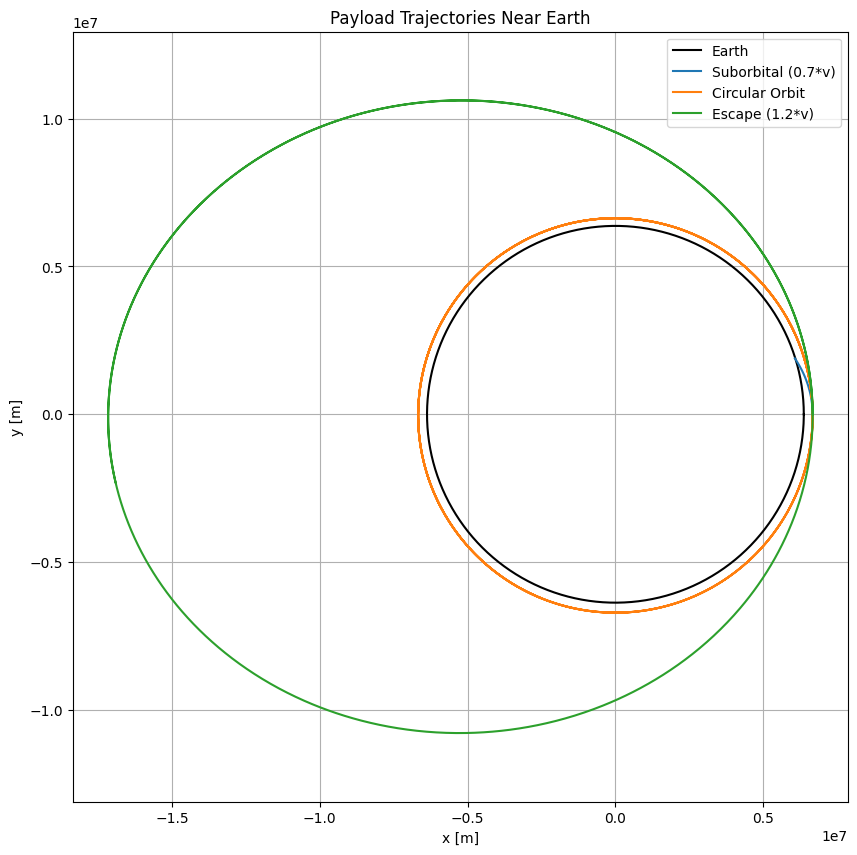 Payload Trajectories Near Earth
1e7
Earth
Suborbital (0.7*v)
Circular Orbit
Escape (1.2*v)
1.0
0.5
0.0
−0.5
−1.0
y [m]
−1.5
−1.0
−0.5
0.0
0.5
1e7
x [m]